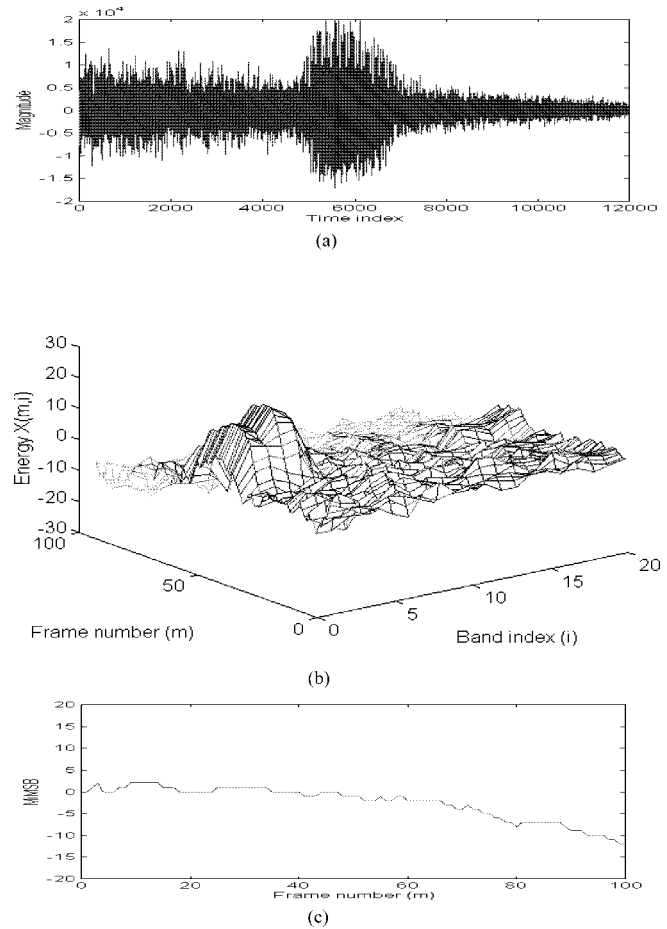 x 10^4
2
1.5
1
0.5
0
-0.5
-1
-1.5
-2
Magnitude
0 2000 4000 6000 8000 10000 12000
Time index
(a)
30
20
10
0
-10
-20
-30
Energy X(m,i)
100
50
0
Frame number (m)
0
5
10
15
20
Band index (i)
(b)
20
15
10
5
0
-5
-10
-15
-20
MiMSB
0 20 40 60 80 100
Frame number (m)
(c)